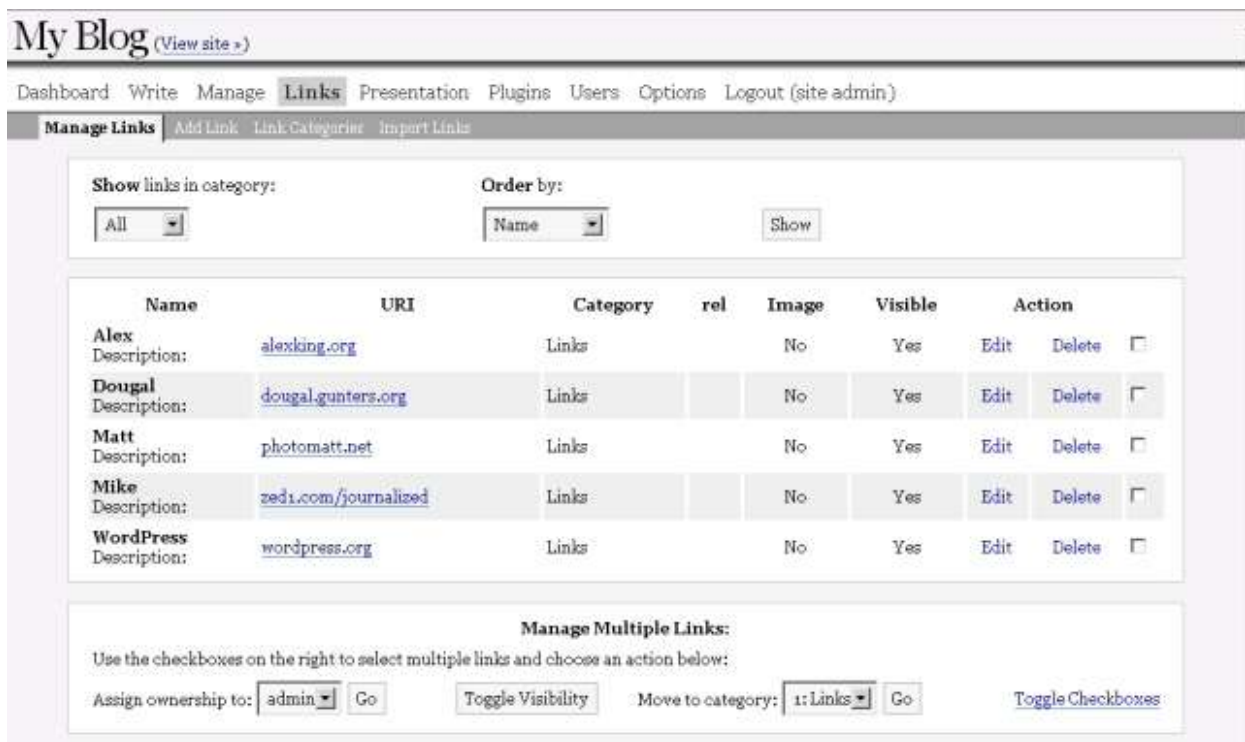 My Blog (View site »)
Dashboard Write Manage Links Presentation Plugins Users Options Logout (site admin)
Manage Links Add Link Link Categories Import Links
Show links in category: Order by:
All Name Show
Name URI Category rel Image Visible Action
Alex
Description: alexking.org Links No Yes Edit Delete
Dougal
Description: dougal.gunters.org Links No Yes Edit Delete
Matt
Description: photomatt.net Links No Yes Edit Delete
Mike
Description: zed1.com/journalized Links No Yes Edit Delete
WordPress
Description: wordpress.org Links No Yes Edit Delete
Manage Multiple Links:
Use the checkboxes on the right to select multiple links and choose an action below:
Assign ownership to: admin Go Toggle Visibility Move to category: 1: Links Go Toggle Checkboxes